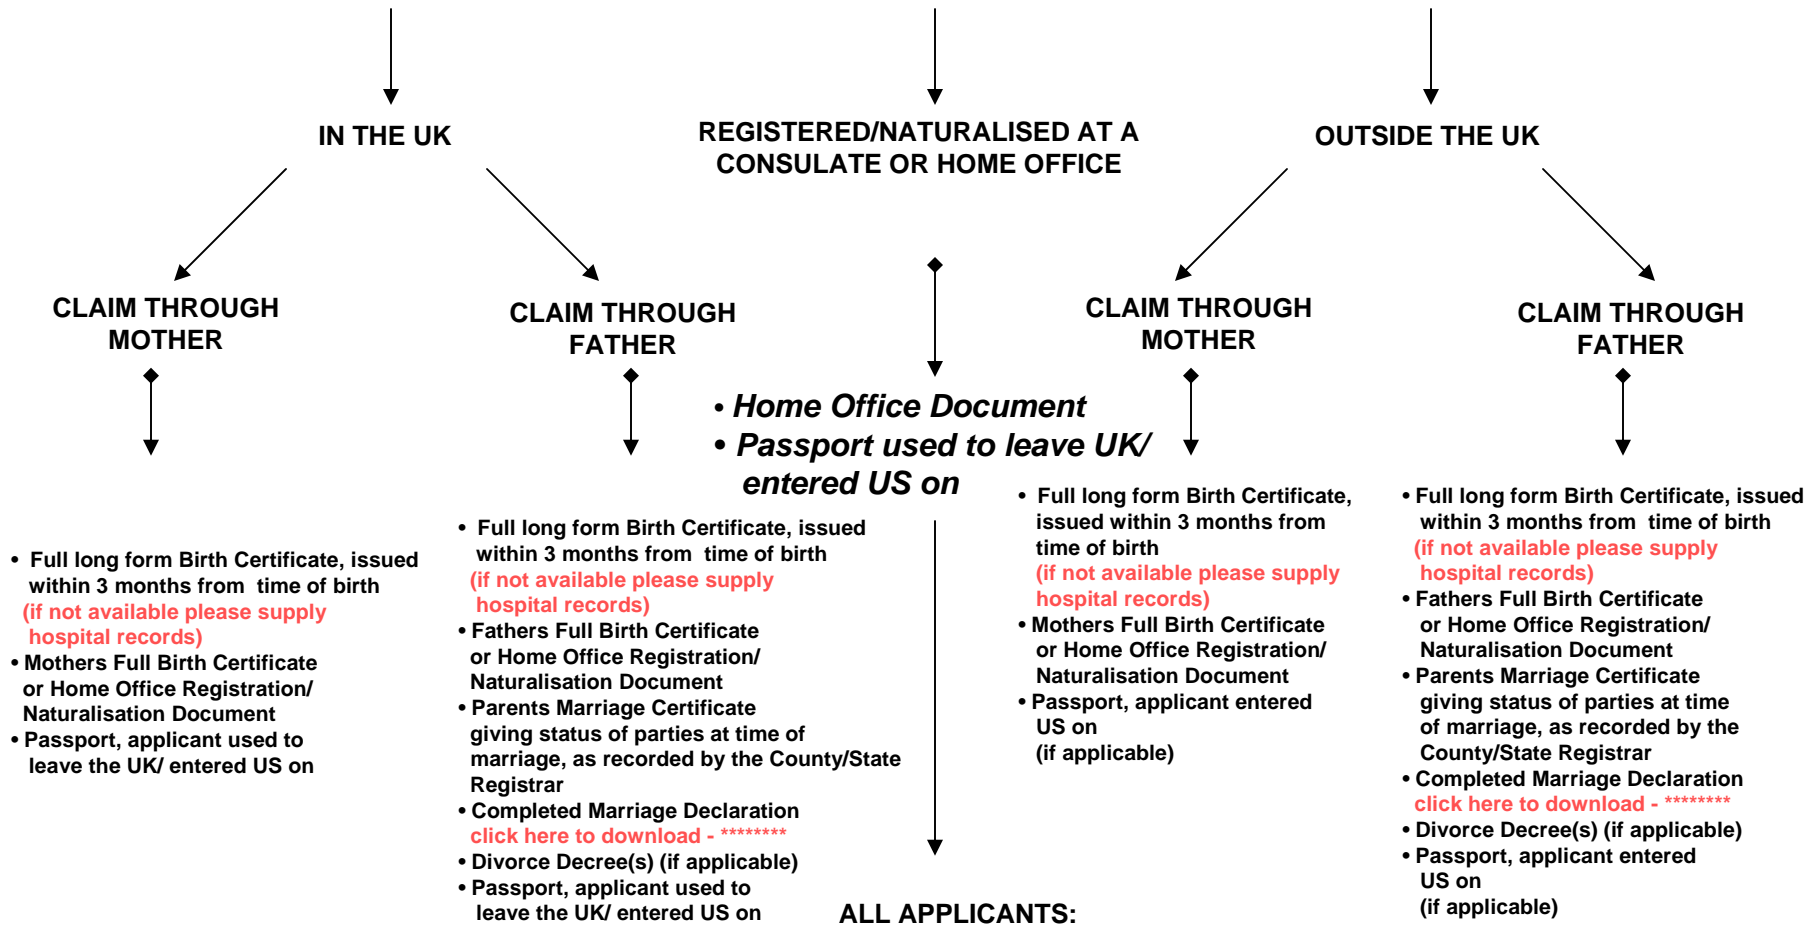 IN THE UK
REGISTERED/NATURALISED AT A
CONSULATE OR HOME OFFICE
OUTSIDE THE UK
CLAIM THROUGH
MOTHER
CLAIM THROUGH
FATHER
CLAIM THROUGH
MOTHER
CLAIM THROUGH
FATHER
• Home Office Document
• Passport used to leave UK/
entered US on
• Full long form Birth Certificate, issued
within 3 months from time of birth
(if not available please supply
hospital records)
• Mothers Full Birth Certificate
or Home Office Registration/
Naturalisation Document
• Passport, applicant used to
leave the UK/ entered US on
• Full long form Birth Certificate, issued
within 3 months from time of birth
(if not available please supply
hospital records)
• Fathers Full Birth Certificate
or Home Office Registration/
Naturalisation Document
• Parents Marriage Certificate
giving status of parties at time of
marriage, as recorded by the County/State
Registrar
• Completed Marriage Declaration
click here to download - ********
• Divorce Decree(s) (if applicable)
• Passport, applicant used to
leave the UK/ entered US on
• Full long form Birth Certificate,
issued within 3 months from
time of birth
(if not available please supply
hospital records)
• Mothers Full Birth Certificate
or Home Office Registration/
Naturalisation Document
• Passport, applicant entered
US on
(if applicable)
• Full long form Birth Certificate, issued
within 3 months from time of birth
(if not available please supply
hospital records)
• Fathers Full Birth Certificate
or Home Office Registration/
Naturalisation Document
• Parents Marriage Certificate
giving status of parties at time
of marriage, as recorded by the
County/State Registrar
• Completed Marriage Declaration
click here to download - ********
• Divorce Decree(s) (if applicable)
• Passport, applicant entered
US on
(if applicable)
ALL APPLICANTS: